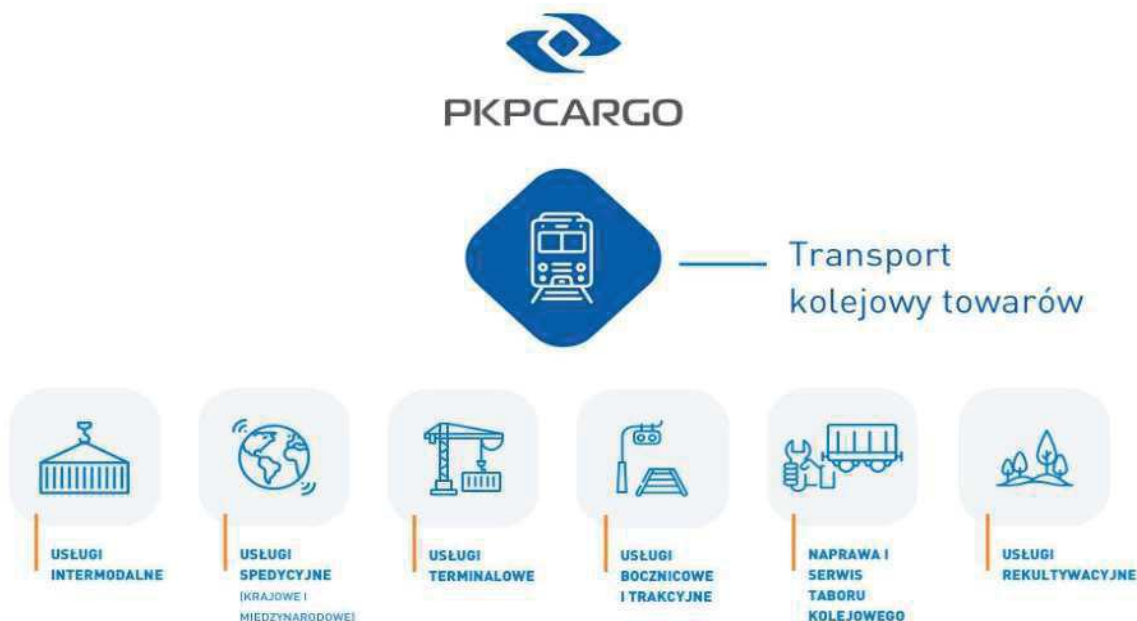 PKPCARGO
Transport
kolejowy towarów
USŁUGI
INTERMODALNE
USŁUGI
SPEDYCYJNE
(KRAJOWE I
MIĘDZYNARODOWE)
USŁUGI
TERMINALOWE
USŁUGI
BOCZNICOWE
I TRAKCYJNE
NAPRAWA I
SERWIS
TABORU
KOLEJOWEGO
USŁUGI
REKULTYWACYJNE